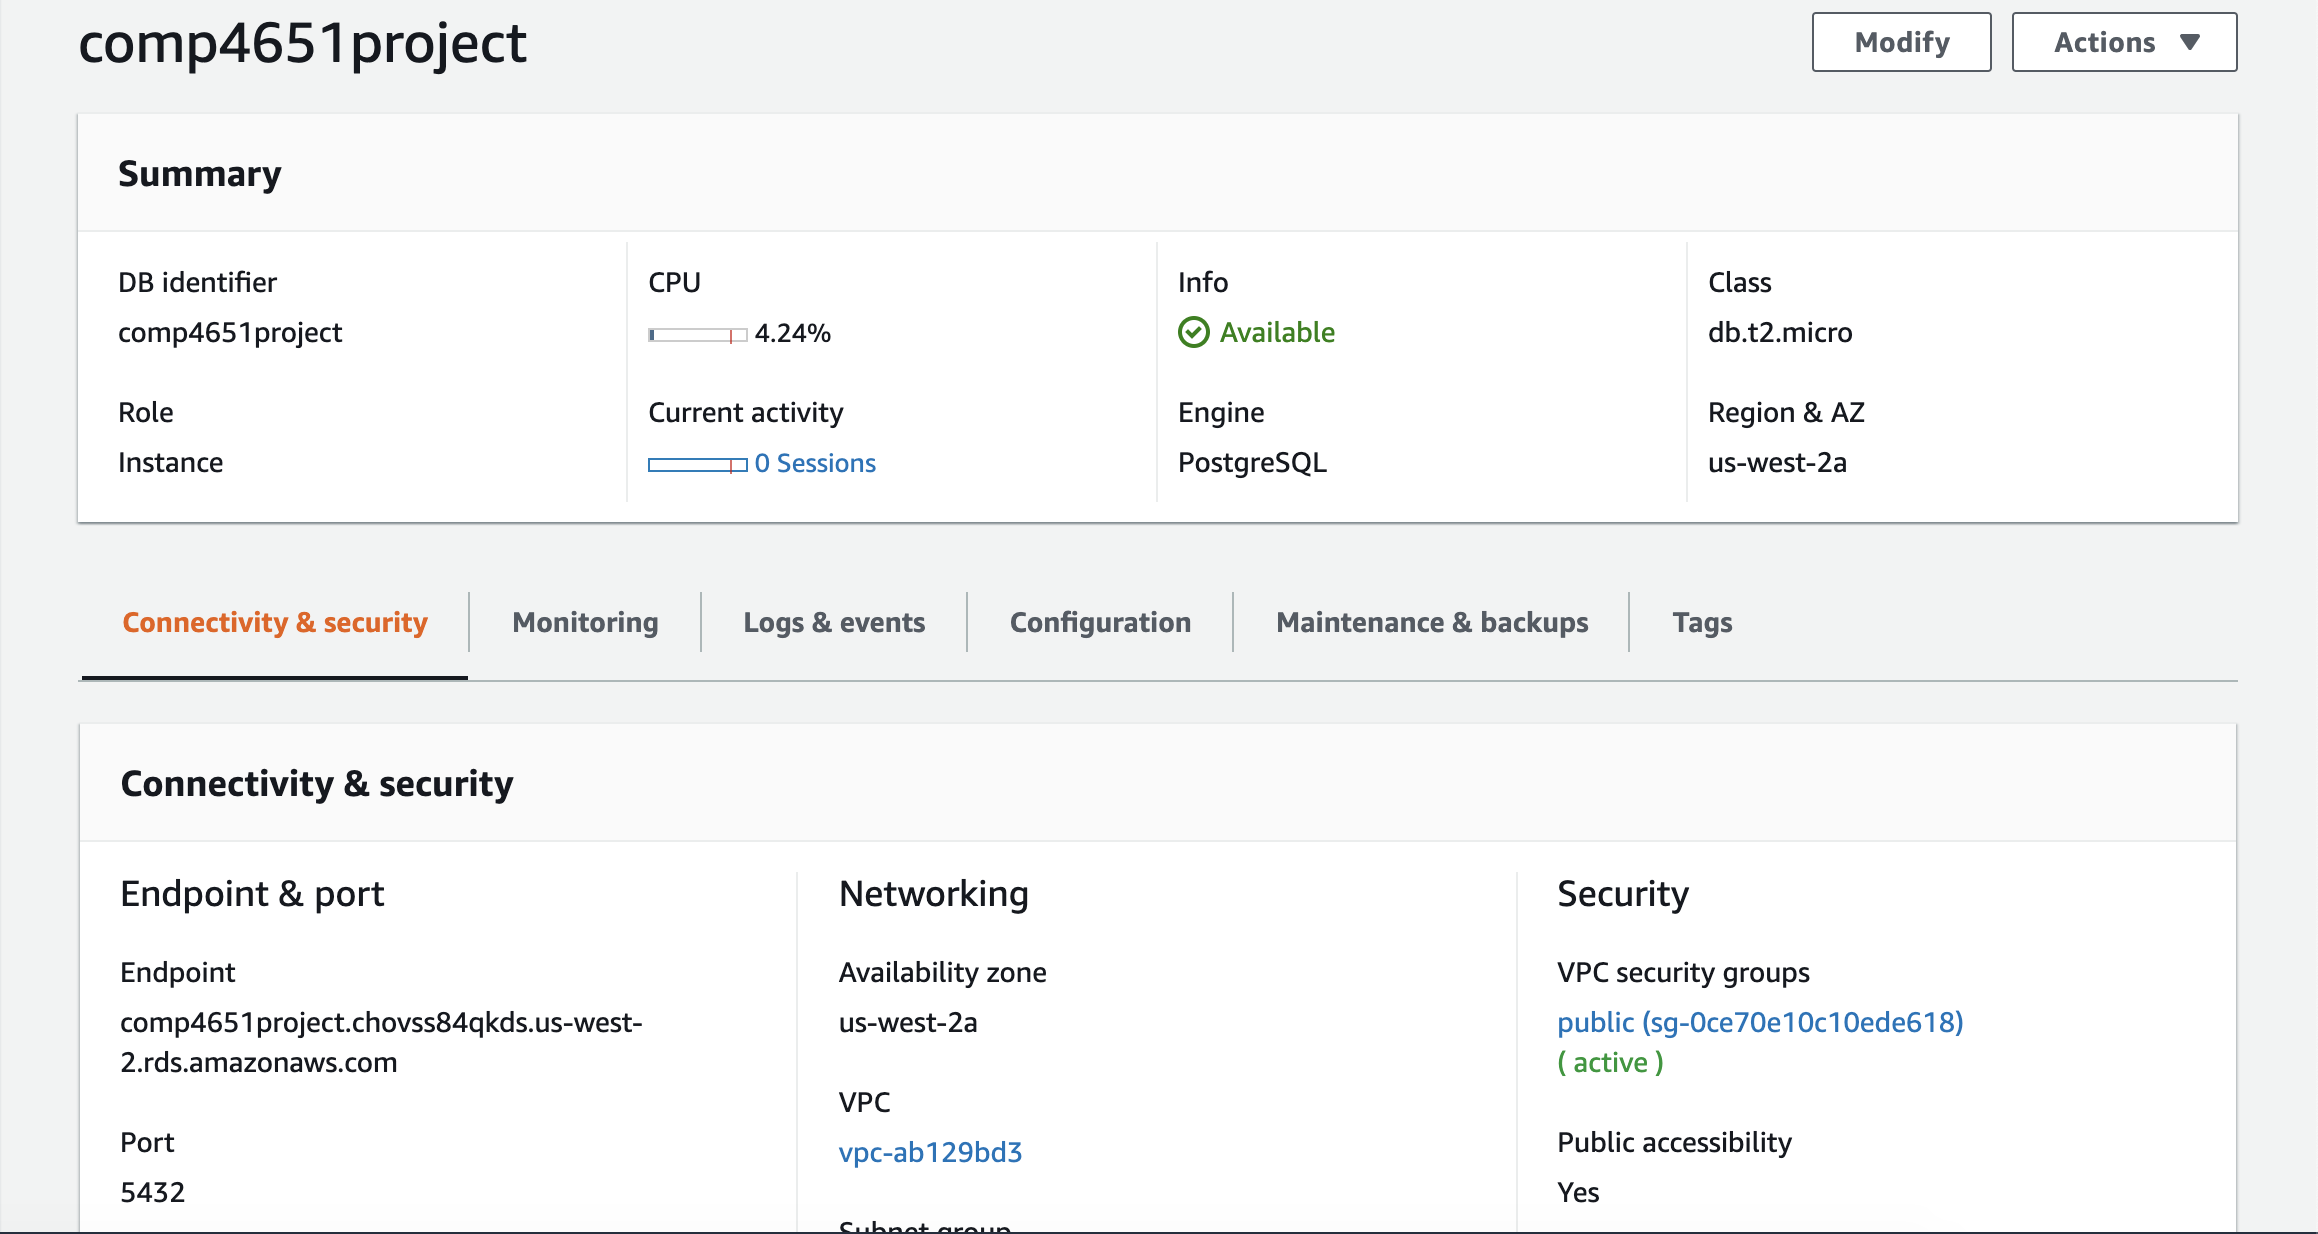 comp4651project
Modify
Actions
Summary
DB identifier
comp4651project
CPU
4.24%
Info
Available
Class
db.t2.micro
Role
Instance
Current activity
0 Sessions
Engine
PostgreSQL
Region & AZ
us-west-2a
Connectivity & security
Monitoring
Logs & events
Configuration
Maintenance & backups
Tags
Connectivity & security
Endpoint & port
Endpoint
comp4651project.chovss84qkds.us-west-
2.rds.amazonaws.com
Port
5432
Networking
Availability zone
us-west-2a
VPC
vpc-ab129bd3
Subnet group
Security
VPC security groups
public (sg-0ce70e10c10ede618)
( active )
Public accessibility
Yes